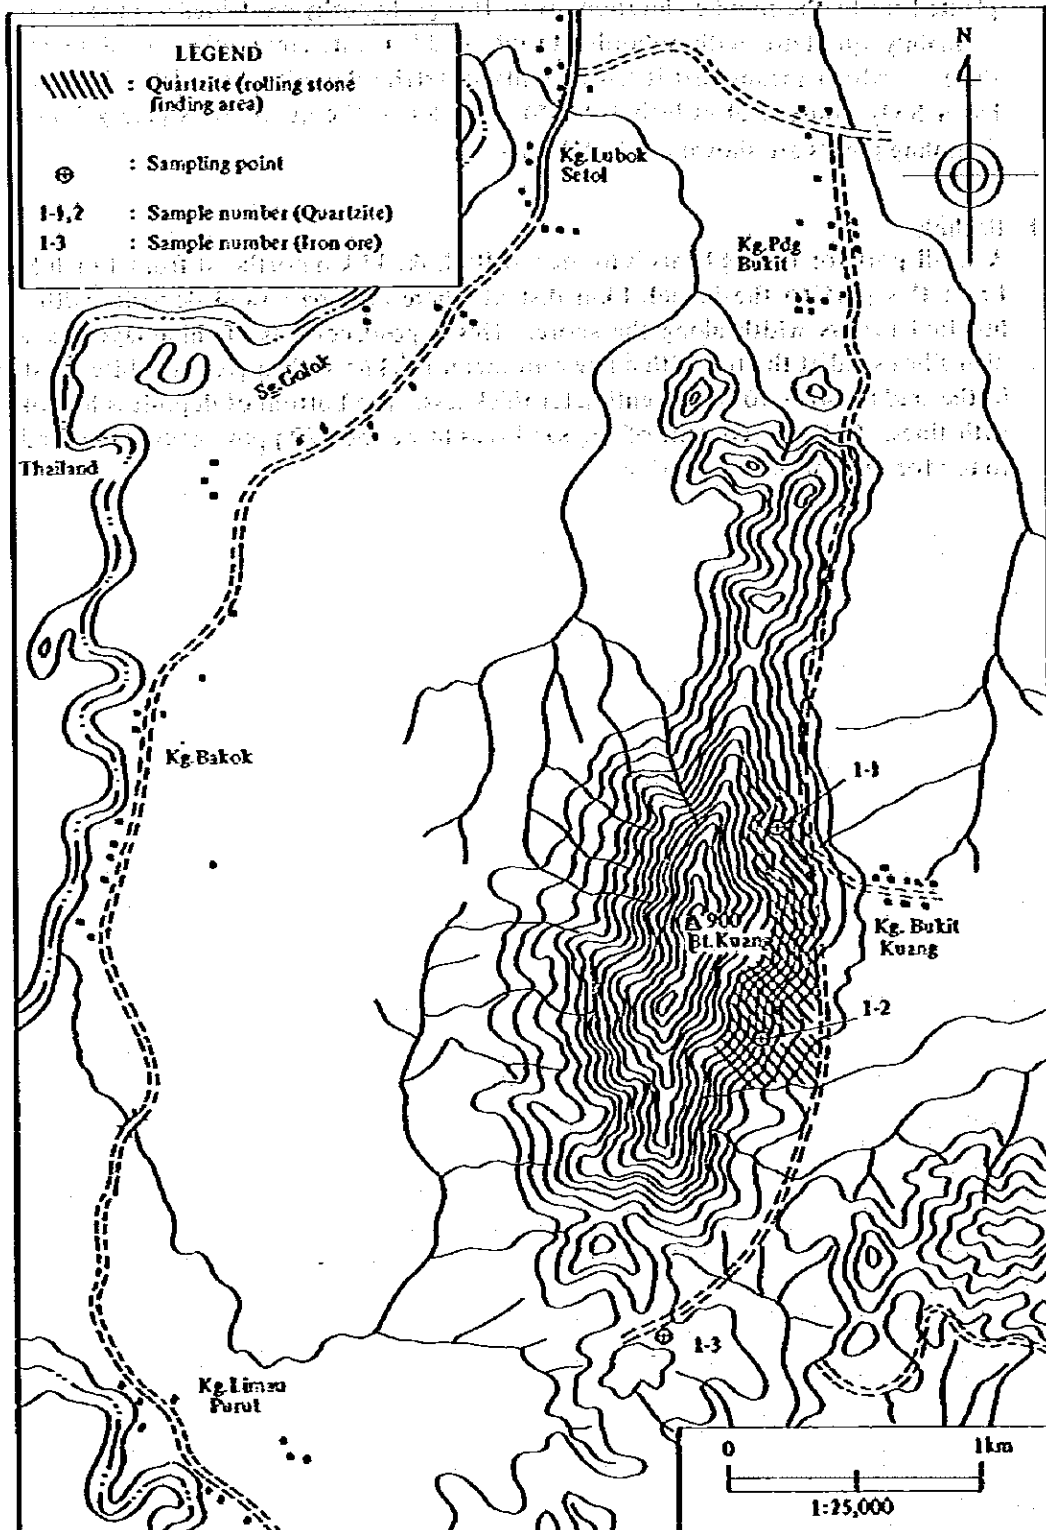 LEGEND
: Quartzite (rolling stone
finding area)
: Sampling point
1-1,2 : Sample number (Quartzite)
1-3 : Sample number (Iron ore)
N
Kg.Lubok
Setol
Kg.Pdg
Bukit
Sg.Golok
Thailand
Kg.Bakok
1-1
Δ 900
Bt.Kuang
Kg. Bukit
Kuang
1-2
1-3
Kg.Limau
Purut
0 1km
1:25,000